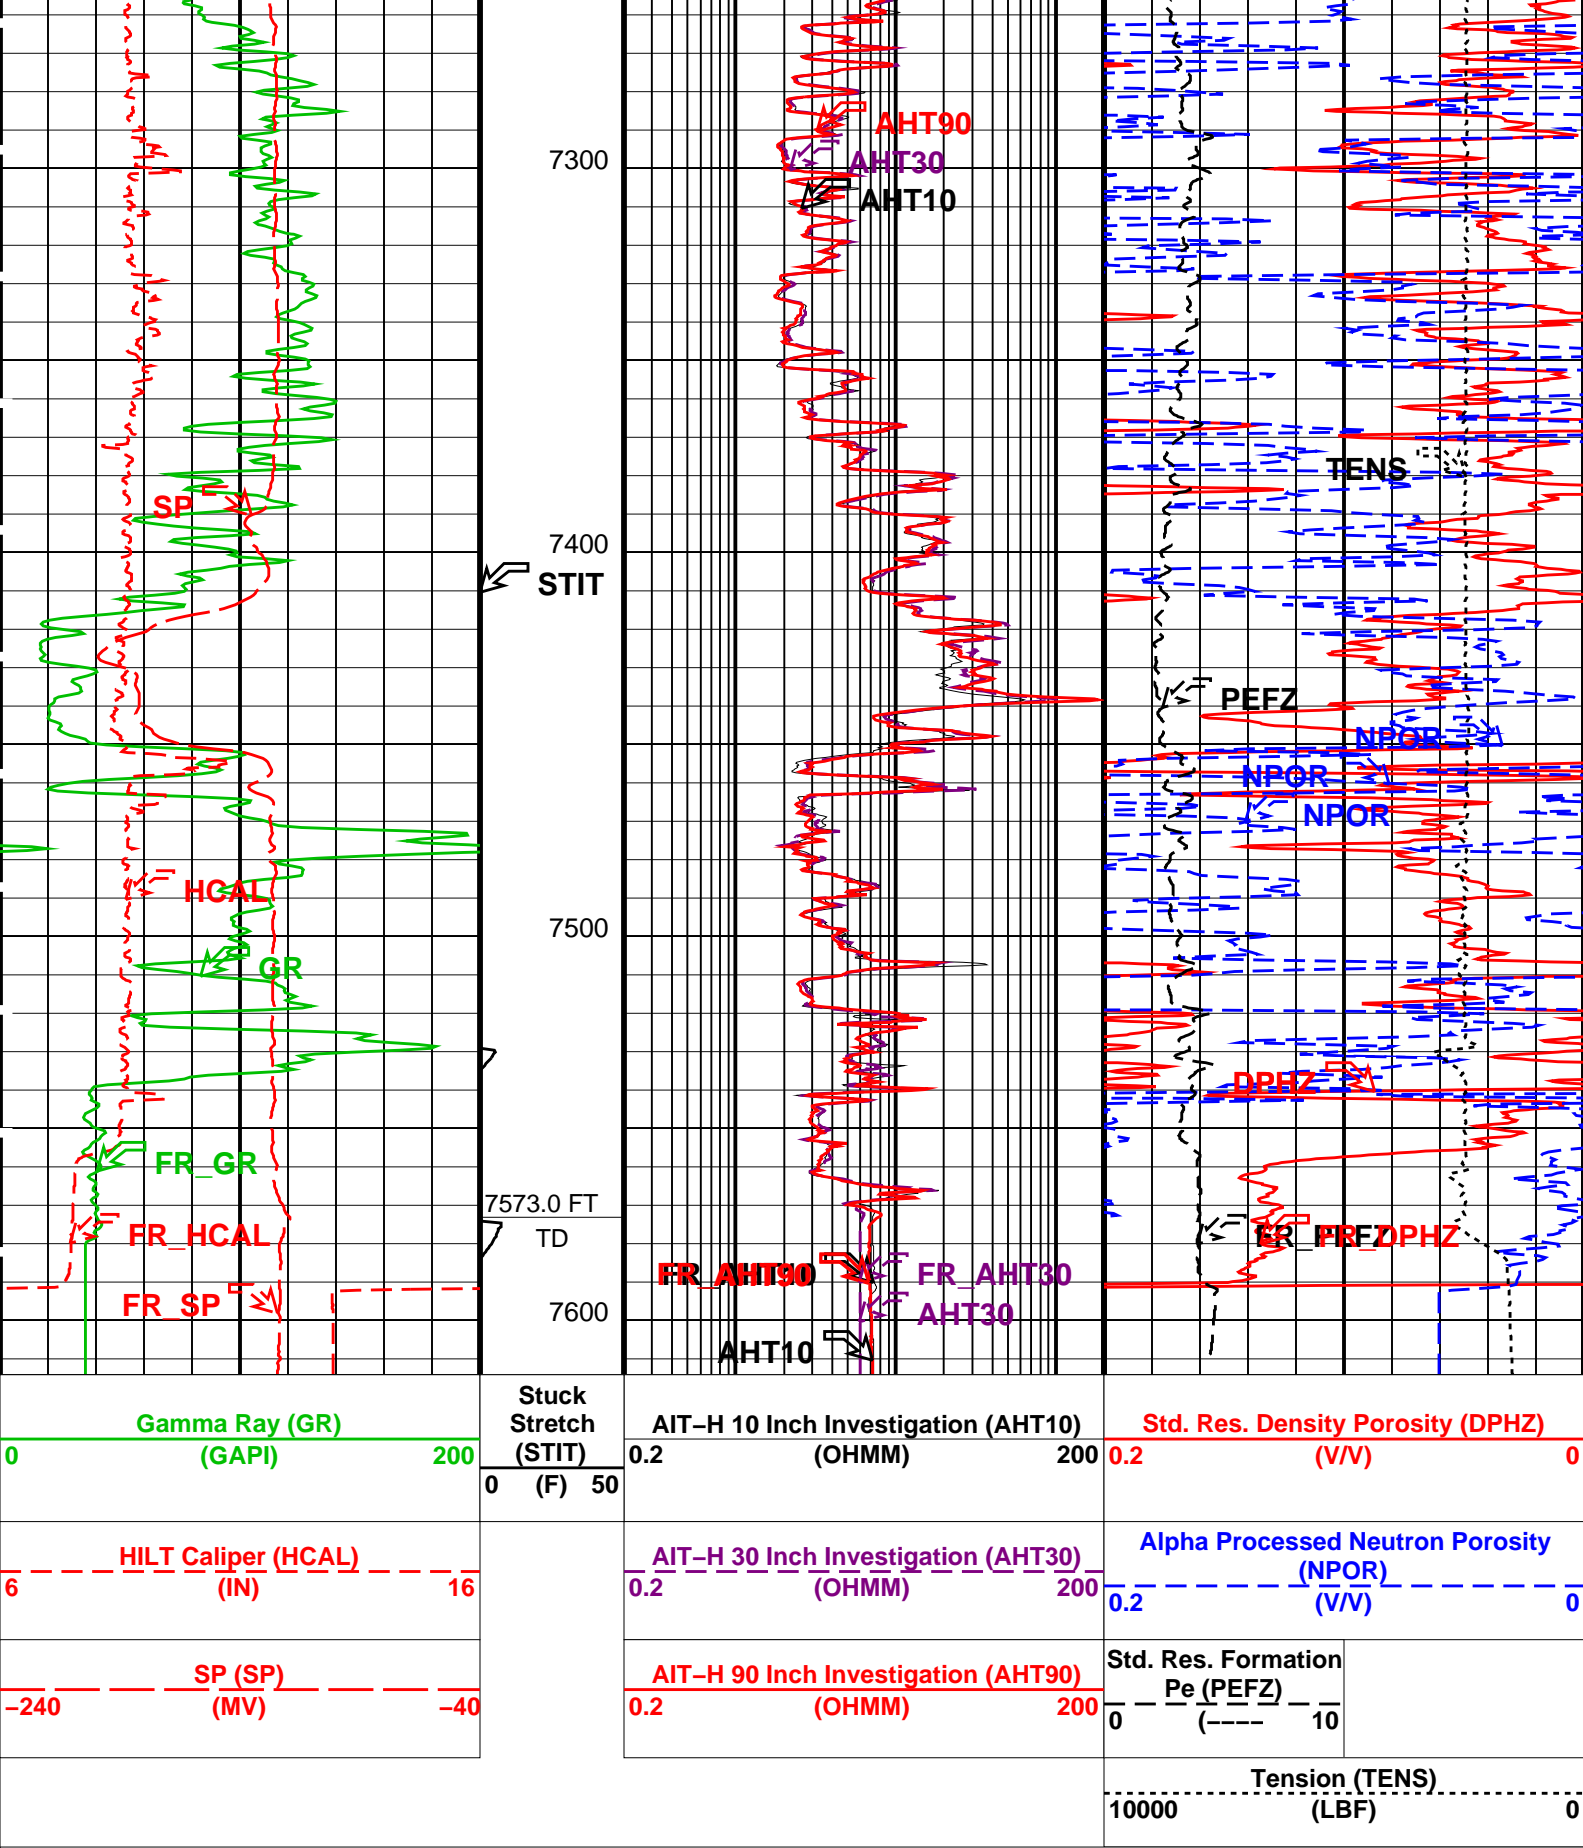 AHT90
7300
AHT30
AHT10
TENS
SP
7400
STIT
PEFZ
NPOR
NPOR
NPOR
HCAL
7500
GR
DPHZ
FR_GR
7573.0 FT
TD
FR_HCAL
FR_DPHZ
FR_AHT90
FR_AHT30
FR_SP
AHT30
7600
AHT10
Gamma Ray (GR)
0 (GAPI) 200
Stuck
Stretch
(STIT)
0 (F) 50
AIT–H 10 Inch Investigation (AHT10)
0.2 (OHMM) 200
Std. Res. Density Porosity (DPHZ)
0.2 (V/V) 0
HILT Caliper (HCAL)
6 (IN) 16
AIT–H 30 Inch Investigation (AHT30)
0.2 (OHMM) 200
Alpha Processed Neutron Porosity
(NPOR)
0.2 (V/V) 0
SP (SP)
–240 (MV) –40
AIT–H 90 Inch Investigation (AHT90)
0.2 (OHMM) 200
Std. Res. Formation
Pe (PEFZ)
0 (–––– 10
Tension (TENS)
10000 (LBF) 0